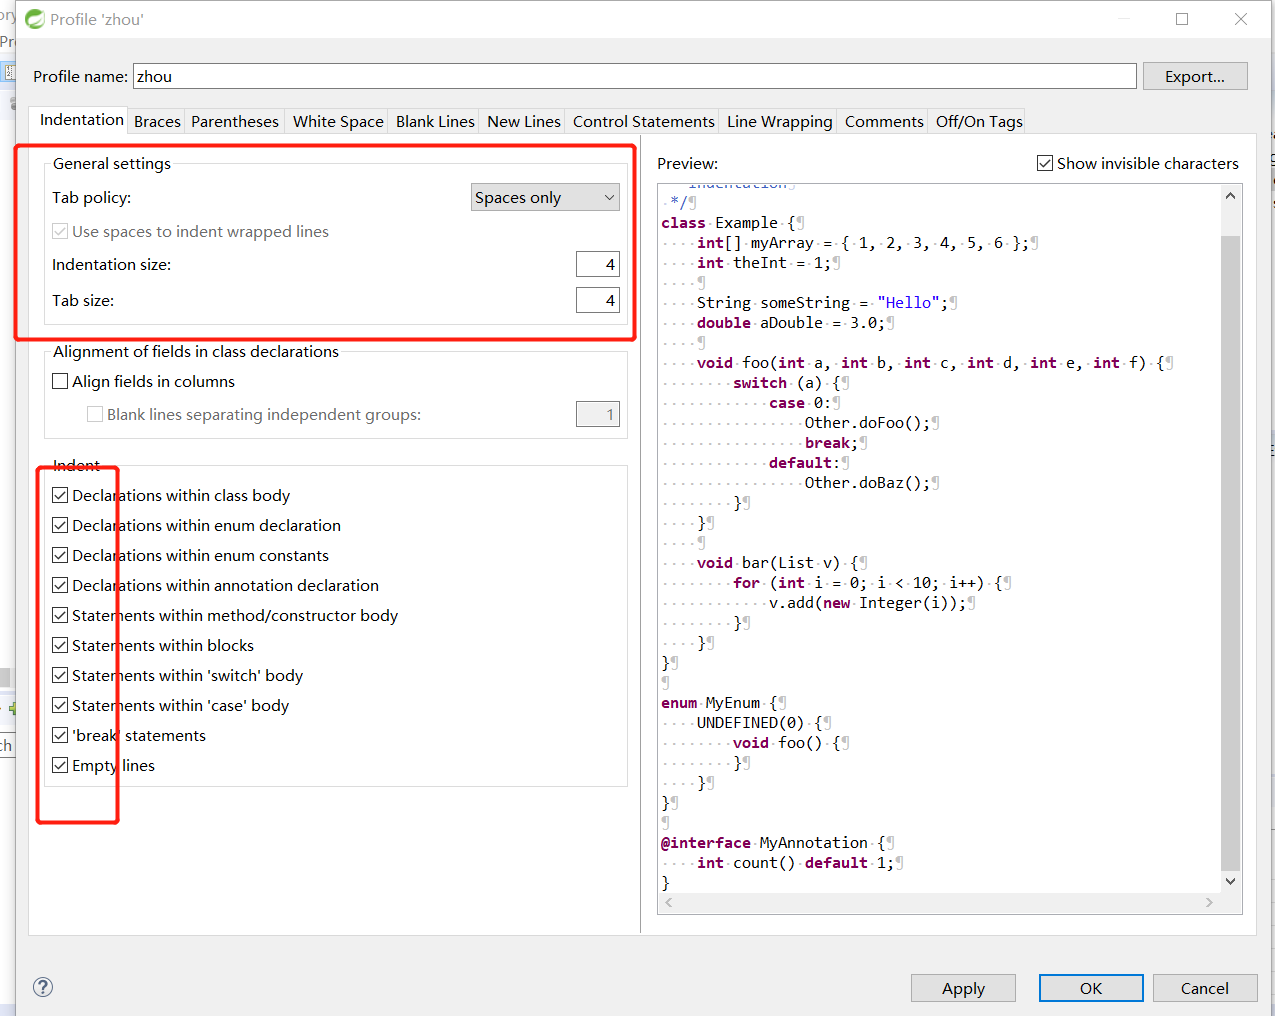 Profile 'zhou'
Profile name: zhou Export...
Indentation Braces Parentheses White Space Blank Lines New Lines Control Statements Line Wrapping Comments Off/On Tags
General settings
Tab policy: Spaces only
Use spaces to indent wrapped lines
Indentation size: 4
Tab size: 4
Alignment of fields in class declarations
Align fields in columns
Blank lines separating independent groups: 1
Indent
Declarations within class body
Declarations within enum declaration
Declarations within enum constants
Declarations within annotation declaration
Statements within method/constructor body
Statements within blocks
Statements within 'switch' body
Statements within 'case' body
'break' statements
Empty lines
Preview: Show invisible characters
indentation¶
·*/¶
class·Example·{¶
····int[]·myArray·=·{·1,·2,·3,·4,·5,·6·};¶
····int·theInt·=·1;¶
····¶
····String·someString·=·"Hello";¶
····double·aDouble·=·3.0;¶
····¶
····void·foo(int·a,·int·b,·int·c,·int·d,·int·e,·int·f)·{¶
········switch·(a)·{¶
············case·0:¶
················Other.doFoo();¶
················break;¶
············default:¶
················Other.doBaz();¶
········}¶
····}¶
····¶
····void·bar(List·v)·{¶
········for·(int·i·=·0;·i·<·10;·i++)·{¶
············v.add(new·Integer(i));¶
········}¶
····}¶
}¶
¶
enum·MyEnum·{¶
····UNDEFINED(0)·{¶
········void·foo()·{¶
········}¶
····}¶
}¶
¶
@interface·MyAnnotation·{¶
····int·count()·default·1;¶
}
Apply OK Cancel